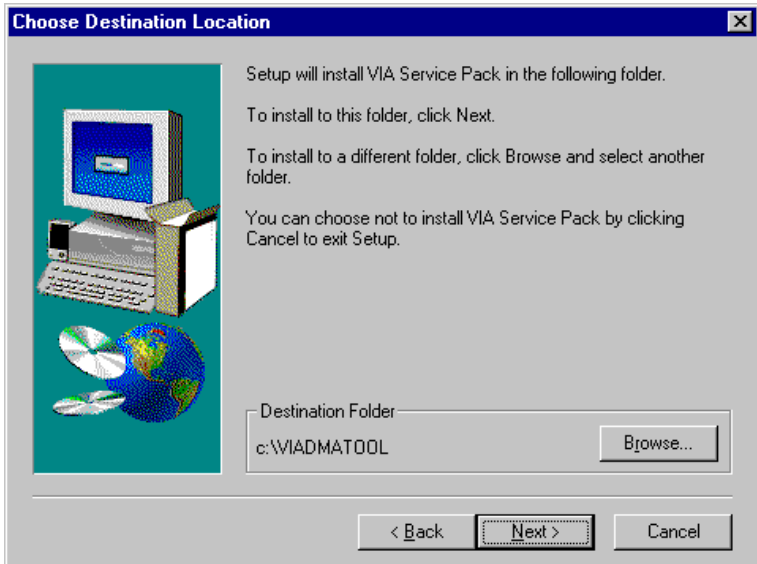 Choose Destination Location
Setup will install VIA Service Pack in the following folder.
To install to this folder, click Next.
To install to a different folder, click Browse and select another
folder.
You can choose not to install VIA Service Pack by clicking
Cancel to exit Setup.
Destination Folder
c:\VIADMATOOL
Browse...
< Back
Next >
Cancel